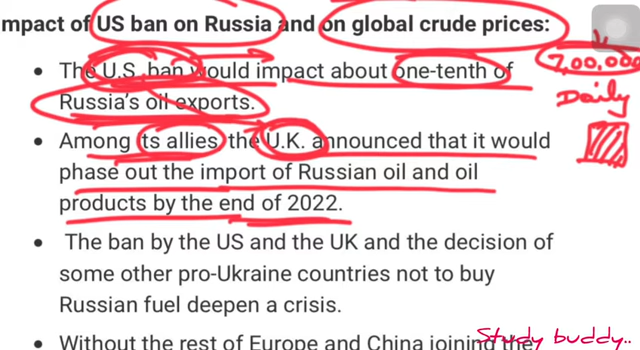 mpact of US ban on Russia and on global crude prices:
• The U.S. ban would impact about one-tenth of
Russia's oil exports.
7,00,000
Daily
• Among its allies the U.K. announced that it would
phase out the import of Russian oil and oil
products by the end of 2022.
• The ban by the US and the UK and the decision of
some other pro-Ukraine countries not to buy
Russian fuel deepen a crisis.
• Without the rest of Europe and China joining the
Study buddy..